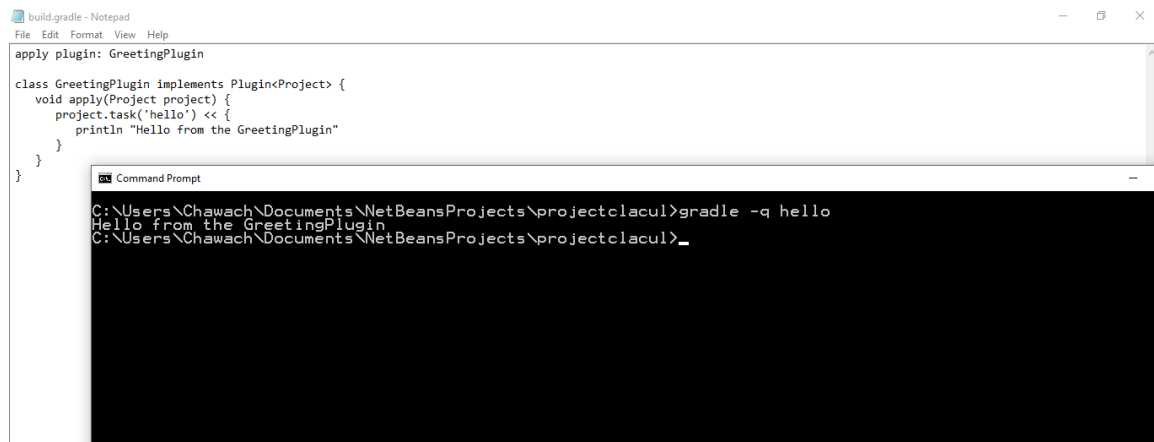 build.gradle - Notepad
File Edit Format View Help
apply plugin: GreetingPlugin
class GreetingPlugin implements Plugin<Project> {
   void apply(Project project) {
      project.task('hello') << {
         println "Hello from the GreetingPlugin"
      }
   }
}
Command Prompt
C:\Users\Chawach\Documents\NetBeansProjects\projectclacul>gradle -q hello
Hello from the GreetingPlugin
C:\Users\Chawach\Documents\NetBeansProjects\projectclacul>